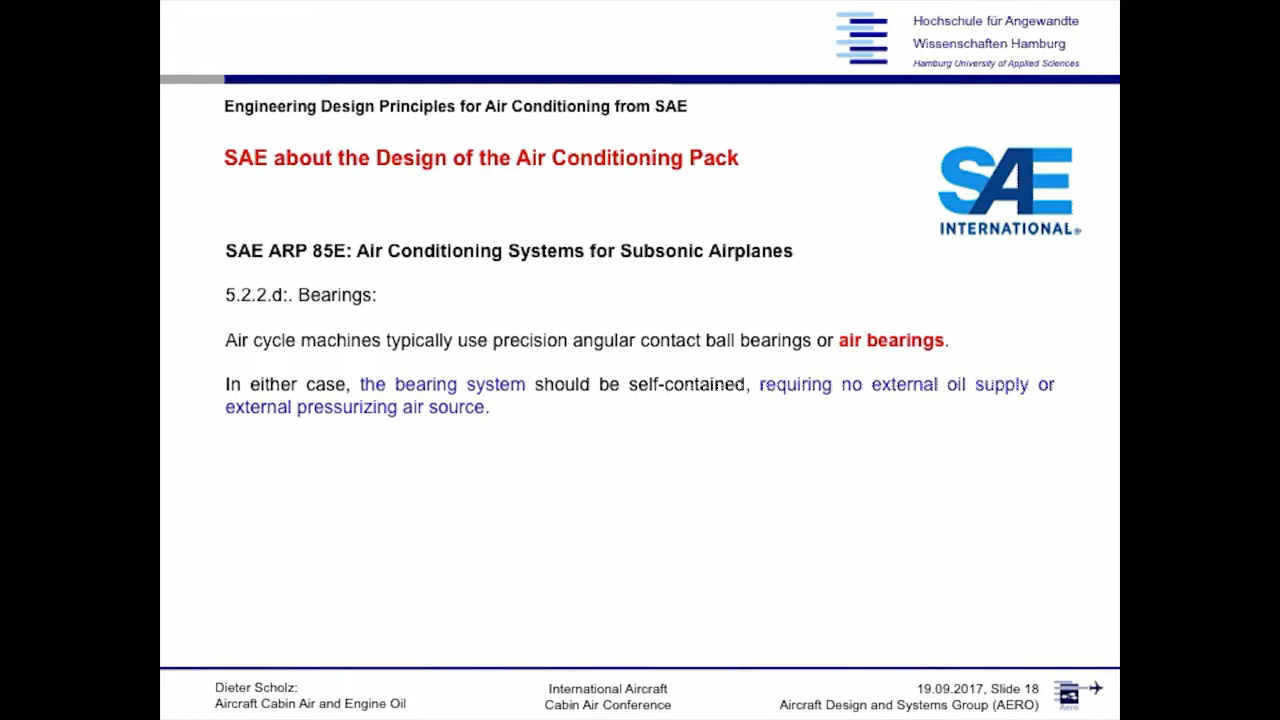 Hochschule für Angewandte
Wissenschaften Hamburg
Hamburg University of Applied Sciences
Engineering Design Principles for Air Conditioning from SAE
SAE about the Design of the Air Conditioning Pack
SAE
INTERNATIONAL®
SAE ARP 85E: Air Conditioning Systems for Subsonic Airplanes
5.2.2.d:. Bearings:
Air cycle machines typically use precision angular contact ball bearings or air bearings.
In either case, the bearing system should be self-contained, requiring no external oil supply or
external pressurizing air source.
Dieter Scholz:
Aircraft Cabin Air and Engine Oil
International Aircraft
Cabin Air Conference
19.09.2017, Slide 18
Aircraft Design and Systems Group (AERO)
Aero